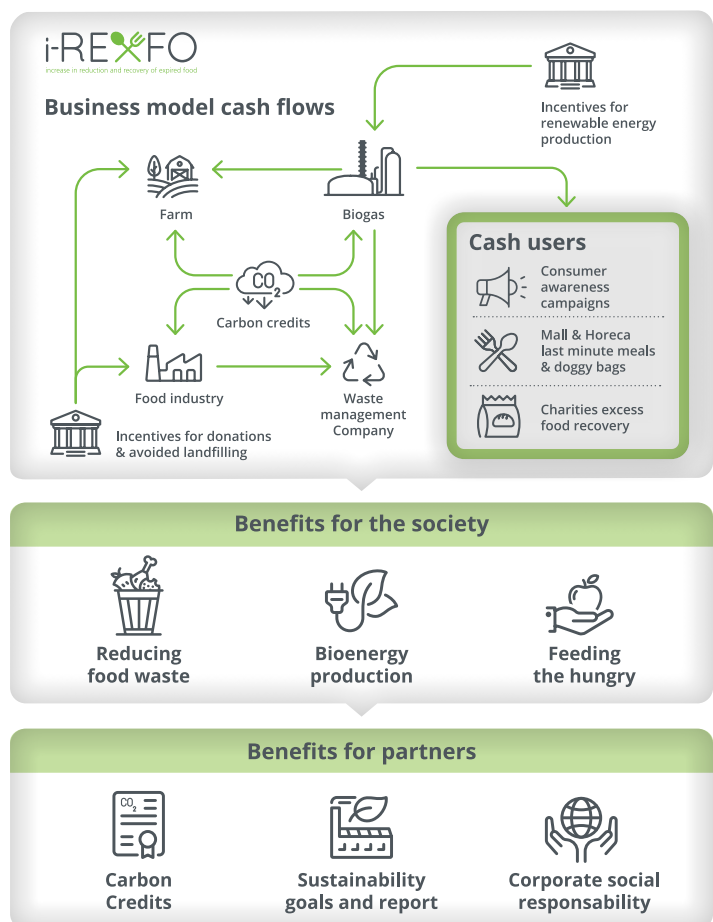 i-REXFO
increase in reduction and recovery of expired food
Business model cash flows
Incentives for
renewable energy
production
Farm
Biogas
Cash users
Consumer
awareness
campaigns
CO2
Carbon credits
Mall & Horeca
last minute meals
& doggy bags
Food industry
Waste
management
Company
Charities excess
food recovery
Incentives for donations
& avoided landfilling
Benefits for the society
Reducing
food waste
Bioenergy
production
Feeding
the hungry
Benefits for partners
CO2
Carbon
Credits
Sustainability
goals and report
Corporate social
responsability